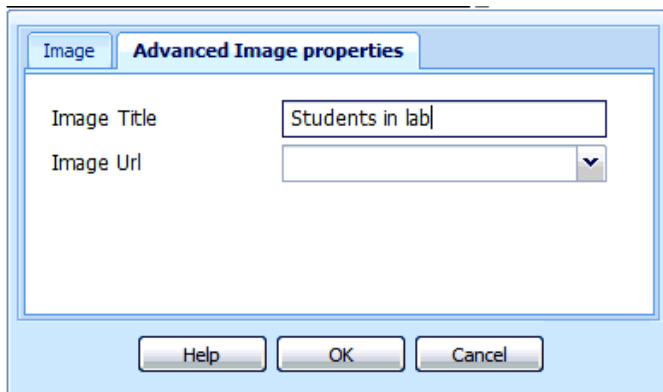 Image Advanced Image properties
Image Title Students in lab
Image Url
Help OK Cancel